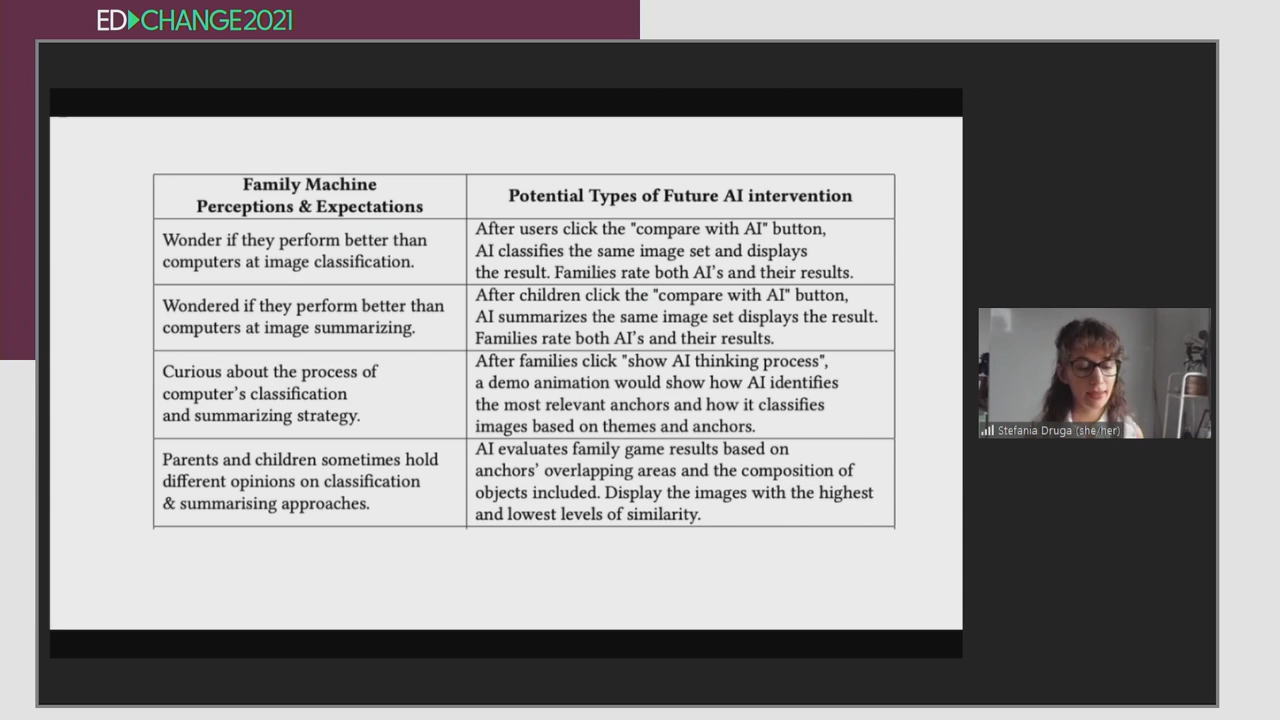 ED▶CHANGE2021
Family Machine
Perceptions & Expectations
Potential Types of Future AI intervention
Wonder if they perform better than
computers at image classification.
After users click the "compare with AI" button,
AI classifies the same image set and displays
the result. Families rate both AI's and their results.
Wondered if they perform better than
computers at image summarizing.
After children click the "compare with AI" button,
AI summarizes the same image set displays the result.
Families rate both AI's and their results.
Curious about the process of
computer's classification
and summarizing strategy.
After families click "show AI thinking process",
a demo animation would show how AI identifies
the most relevant anchors and how it classifies
images based on themes and anchors.
Parents and children sometimes hold
different opinions on classification
& summarising approaches.
AI evaluates family game results based on
anchors' overlapping areas and the composition of
objects included. Display the images with the highest
and lowest levels of similarity.
Stefania Druga (she/her)